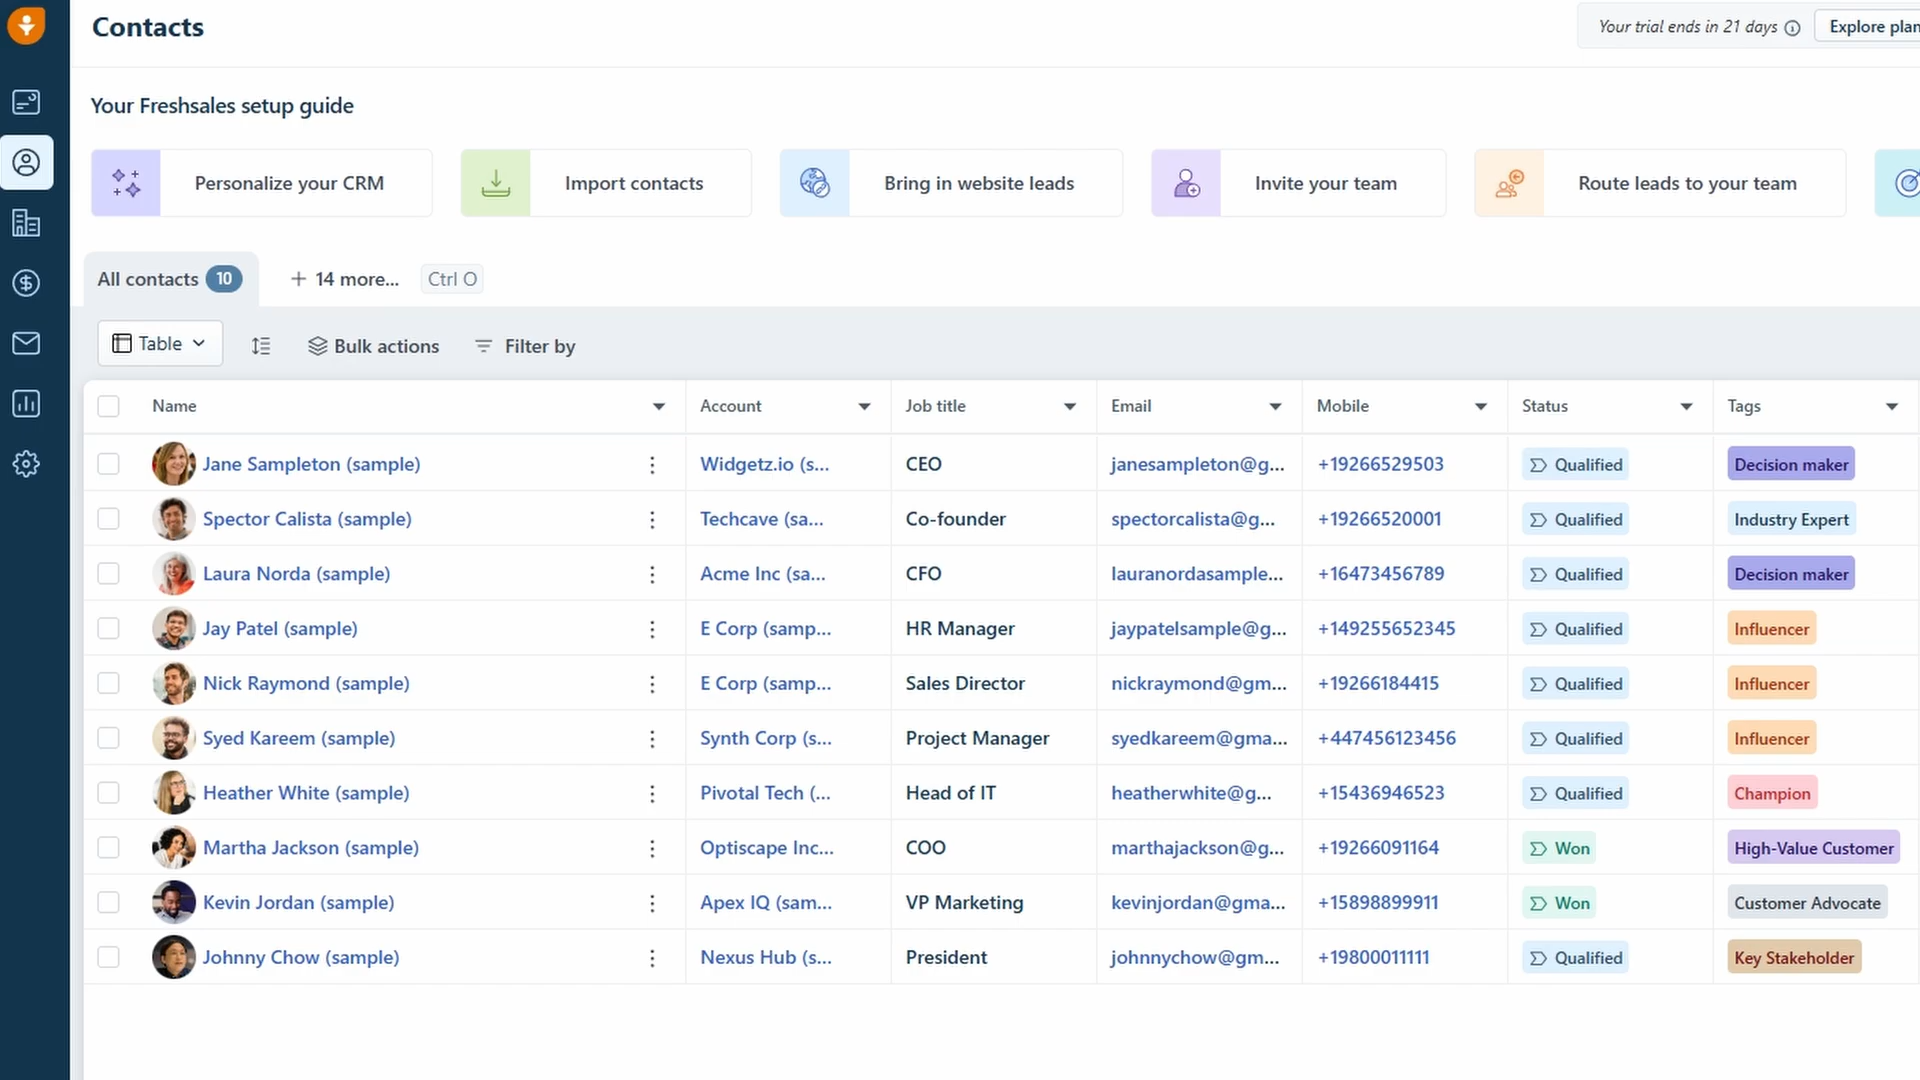 Contacts
Your trial ends in 21 days
Explore plan
Your Freshsales setup guide
Personalize your CRM
Import contacts
Bring in website leads
Invite your team
Route leads to your team
All contacts 10
14 more...
Ctrl O
Table
Bulk actions
Filter by
Name Account Job title Email Mobile Status Tags
Jane Sampleton (sample) Widgetz.io (s... CEO janesampleton@g... +19266529503 Qualified Decision maker
Spector Calista (sample) Techcave (sa... Co-founder spectorcalista@g... +19266520001 Qualified Industry Expert
Laura Norda (sample) Acme Inc (sa... CFO lauranordasample... +16473456789 Qualified Decision maker
Jay Patel (sample) E Corp (samp... HR Manager jaypatelsample@g... +149255652345 Qualified Influencer
Nick Raymond (sample) E Corp (samp... Sales Director nickraymond@gm... +19266184415 Qualified Influencer
Syed Kareem (sample) Synth Corp (s... Project Manager syedkareem@gma... +447456123456 Qualified Influencer
Heather White (sample) Pivotal Tech (... Head of IT heatherwhite@g... +15436946523 Qualified Champion
Martha Jackson (sample) Optiscape Inc... COO marthajackson@g... +19266091164 Won High-Value Customer
Kevin Jordan (sample) Apex IQ (sam... VP Marketing kevinjordan@gma... +15898899911 Won Customer Advocate
Johnny Chow (sample) Nexus Hub (s... President johnnychow@gm... +19800011111 Qualified Key Stakeholder